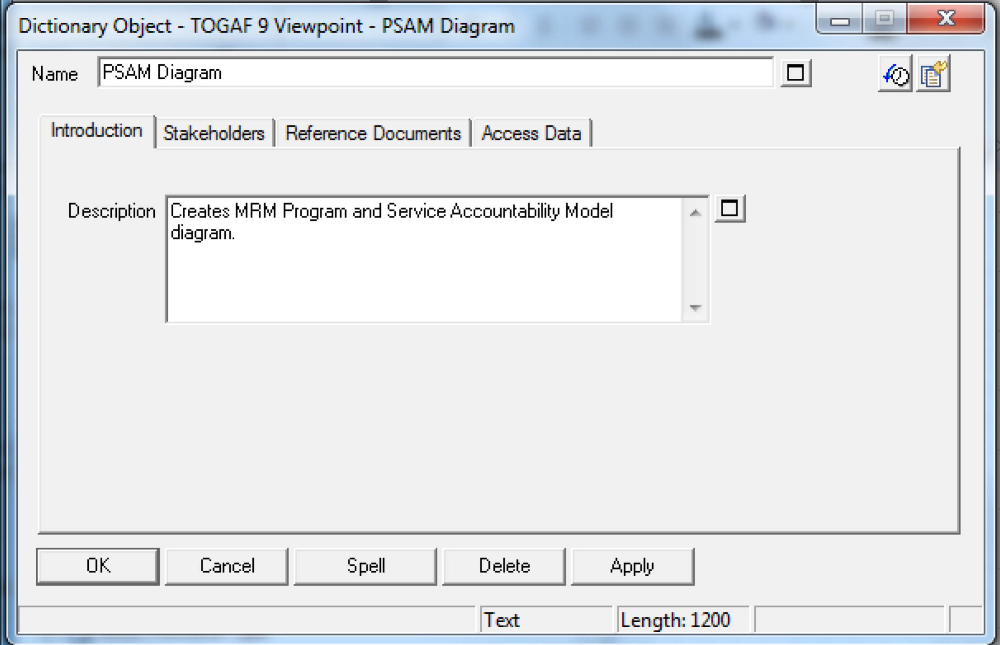 Dictionary Object - TOGAF 9 Viewpoint - PSAM Diagram
Name PSAM Diagram
Introduction Stakeholders Reference Documents Access Data
Description Creates MRM Program and Service Accountability Model
diagram.
OK Cancel Spell Delete Apply
Text Length: 1200